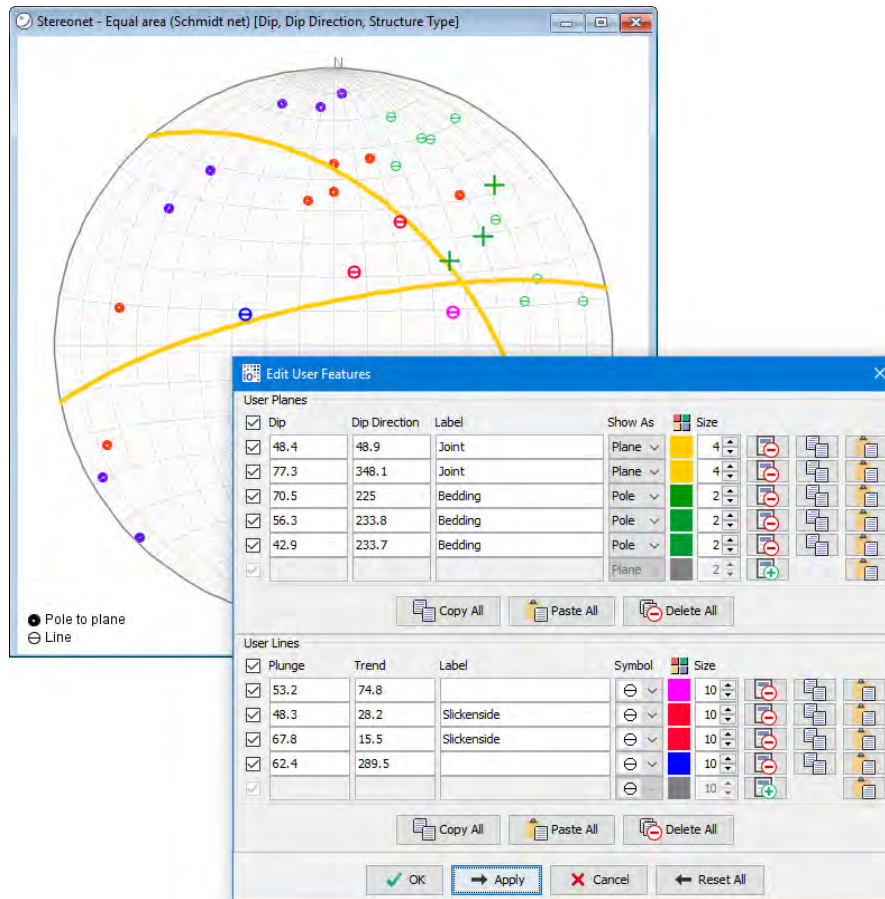 Stereonet - Equal area (Schmidt net) [Dip, Dip Direction, Structure Type]
N
Pole to plane
Line
Edit User Features
User Planes
Dip Dip Direction Label Show As Size
48.4 48.9 Joint Plane 4
77.3 348.1 Joint Plane 4
70.5 225 Bedding Pole 2
56.3 233.8 Bedding Pole 2
42.9 233.7 Bedding Pole 2
Plane 2
Copy All Paste All Delete All
User Lines
Plunge Trend Label Symbol Size
53.2 74.8 10
48.3 28.2 Slickenside 10
67.8 15.5 Slickenside 10
62.4 289.5 10
10
Copy All Paste All Delete All
OK Apply Cancel Reset All